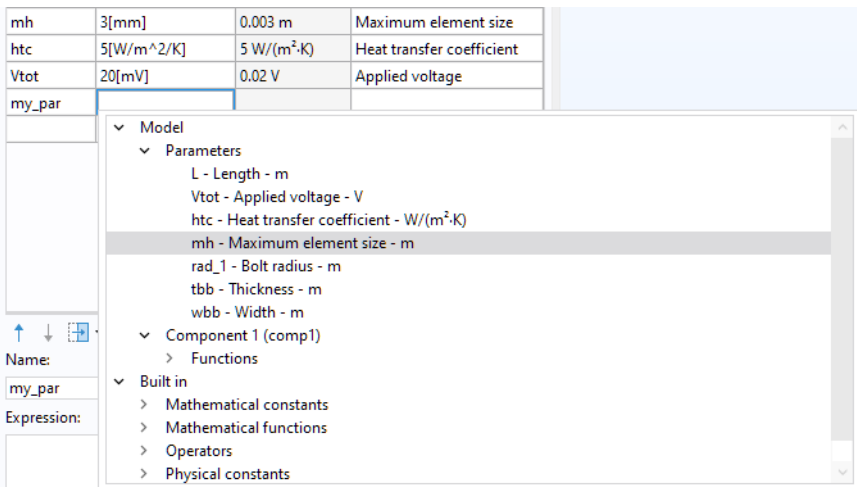 mh 3[mm] 0.003 m Maximum element size
htc 5[W/m^2/K] 5 W/(m²·K) Heat transfer coefficient
Vtot 20[mV] 0.02 V Applied voltage
my_par
Model
Parameters
L - Length - m
Vtot - Applied voltage - V
htc - Heat transfer coefficient - W/(m²·K)
mh - Maximum element size - m
rad_1 - Bolt radius - m
tbb - Thickness - m
wbb - Width - m
Component 1 (comp1)
Functions
Built in
Mathematical constants
Mathematical functions
Operators
Physical constants
Name:
my_par
Expression: